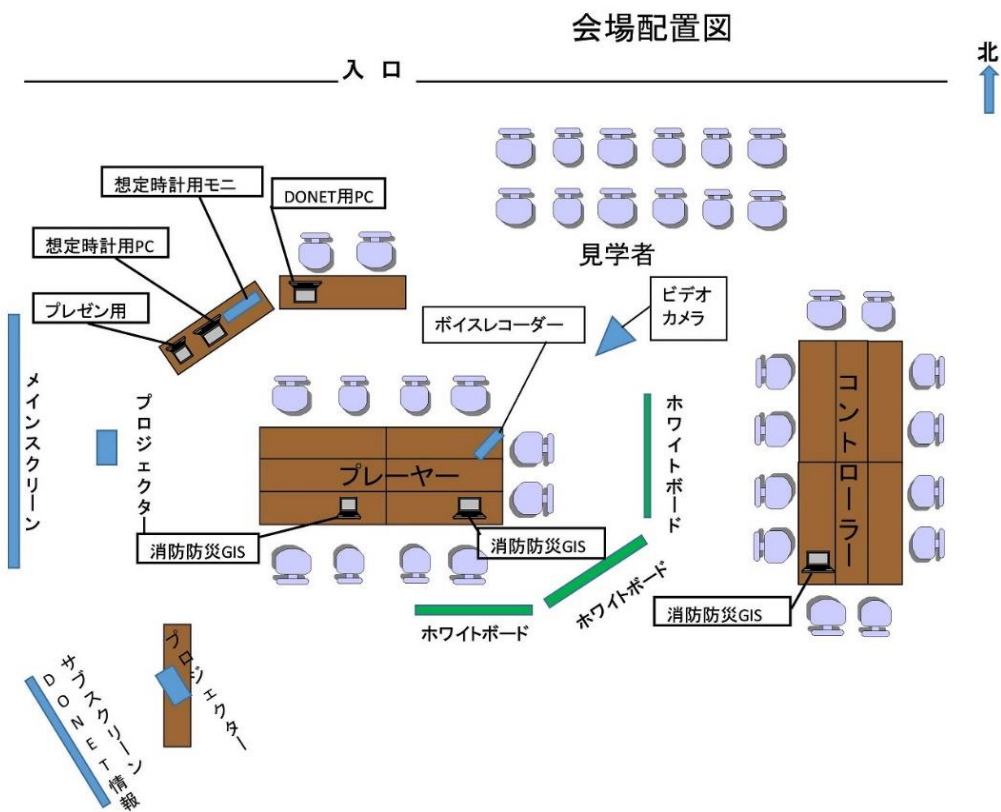 会場配置図
入 口
北
想定時計用モニ
DONET用PC
想定時計用PC
プレゼン用
見学者
ビデオ
カメラ
ボイスレコーダー
メインスクリーン
プロジェクター
プレーヤー
ホワイトボード
コントローラー
消防防災GIS
消防防災GIS
ホワイトボード
ホワイトボード
消防防災GIS
プロジェクター
サブスクリーン
DONET情報